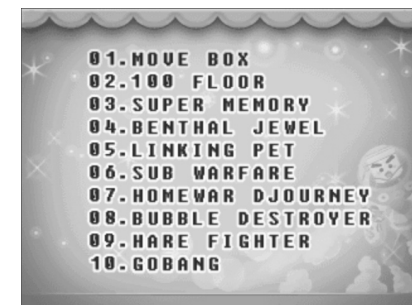 01.MOVE BOX
02.100 FLOOR
03.SUPER MEMORY
04.BENTHAL JEWEL
05.LINKING PET
06.SUB WARFARE
07.HOMEWAR DJOURNEY
08.BUBBLE DESTROYER
09.HARE FIGHTER
10.GOBANG